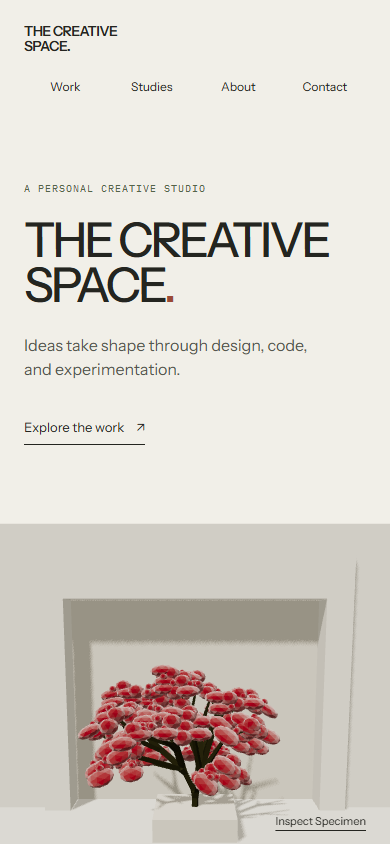 THE CREATIVE
SPACE.
Work Studies About Contact
A PERSONAL CREATIVE STUDIO
THE CREATIVE
SPACE.
Ideas take shape through design, code,
and experimentation.
Explore the work ↗
Inspect Specimen